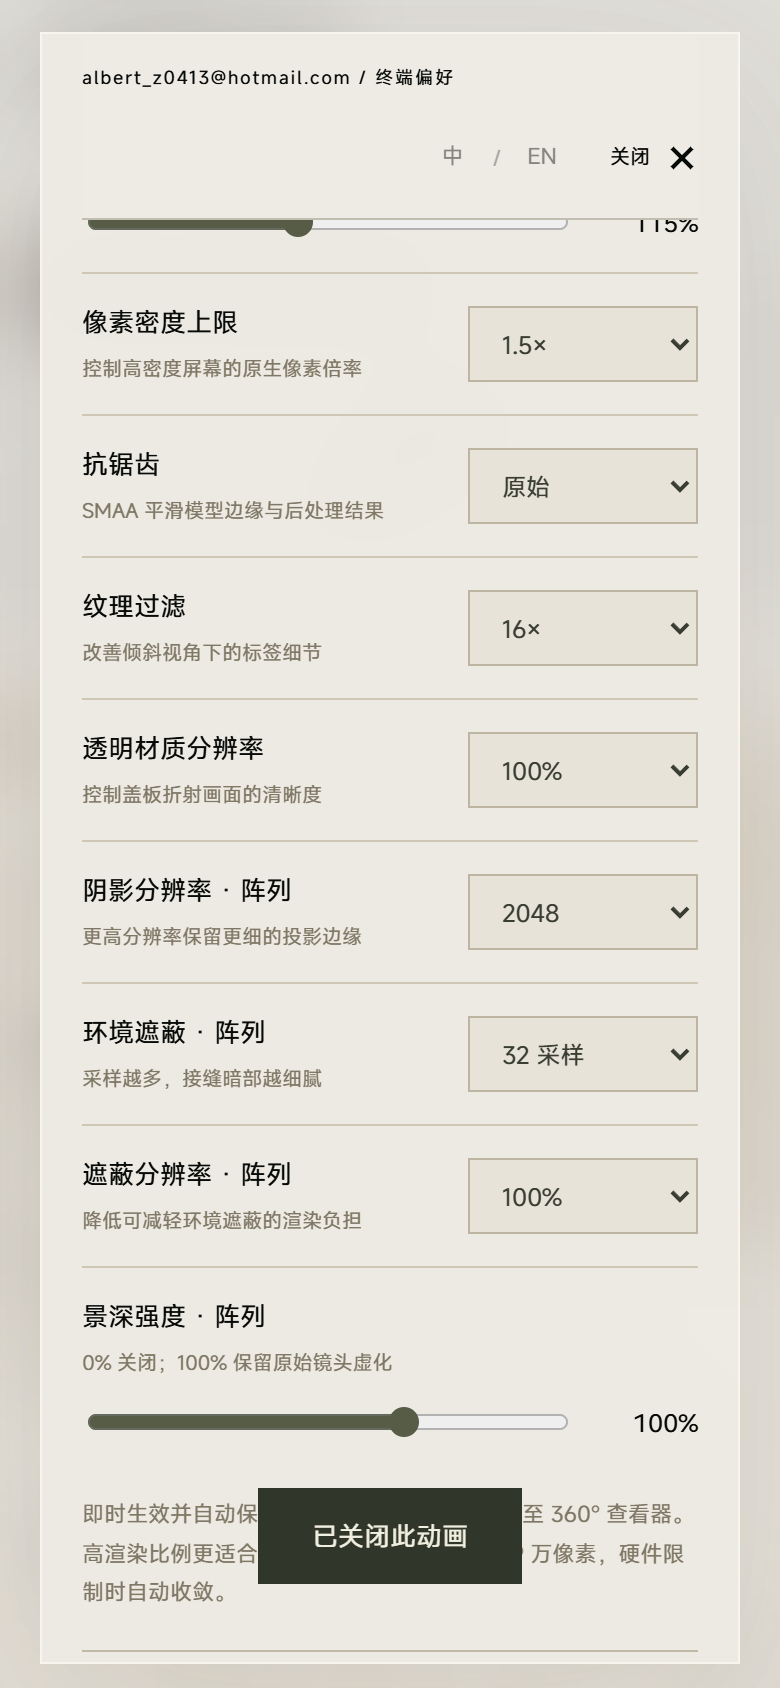 albert_z0413@hotmail.com / 终端偏好
中 / EN 关闭
115%
像素密度上限
控制高密度屏幕的原生像素倍率
1.5×
抗锯齿
SMAA 平滑模型边缘与后处理结果
原始
纹理过滤
改善倾斜视角下的标签细节
16×
透明材质分辨率
控制盖板折射画面的清晰度
100%
阴影分辨率 · 阵列
更高分辨率保留更细的投影边缘
2048
环境遮蔽 · 阵列
采样越多，接缝暗部越细腻
32 采样
遮蔽分辨率 · 阵列
降低可减轻环境遮蔽的渲染负担
100%
景深强度 · 阵列
0% 关闭；100% 保留原始镜头虚化
100%
即时生效并自动保 至 360° 查看器。
已关闭此动画
高渲染比例更适合 万像素，硬件限
制时自动收敛。